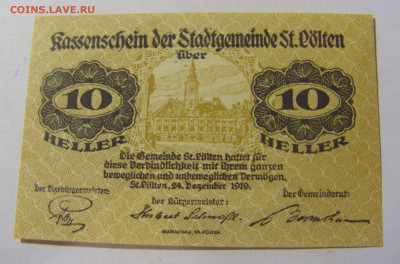 COINS.LAVE.RU
Kassenschein der Stadtgemeinde St. Pölten
über
10 10
HELLER HELLER
Die Gemeinde St. Pölten haftet für
diese Verbindlichkeit mit ihrem ganzen
beweglichen und unbeweglichen Vermögen.
St. Pölten, 24. Dezember 1919.
Der Vizebürgermeister: Der Bürgermeister: Der Gemeinderat: